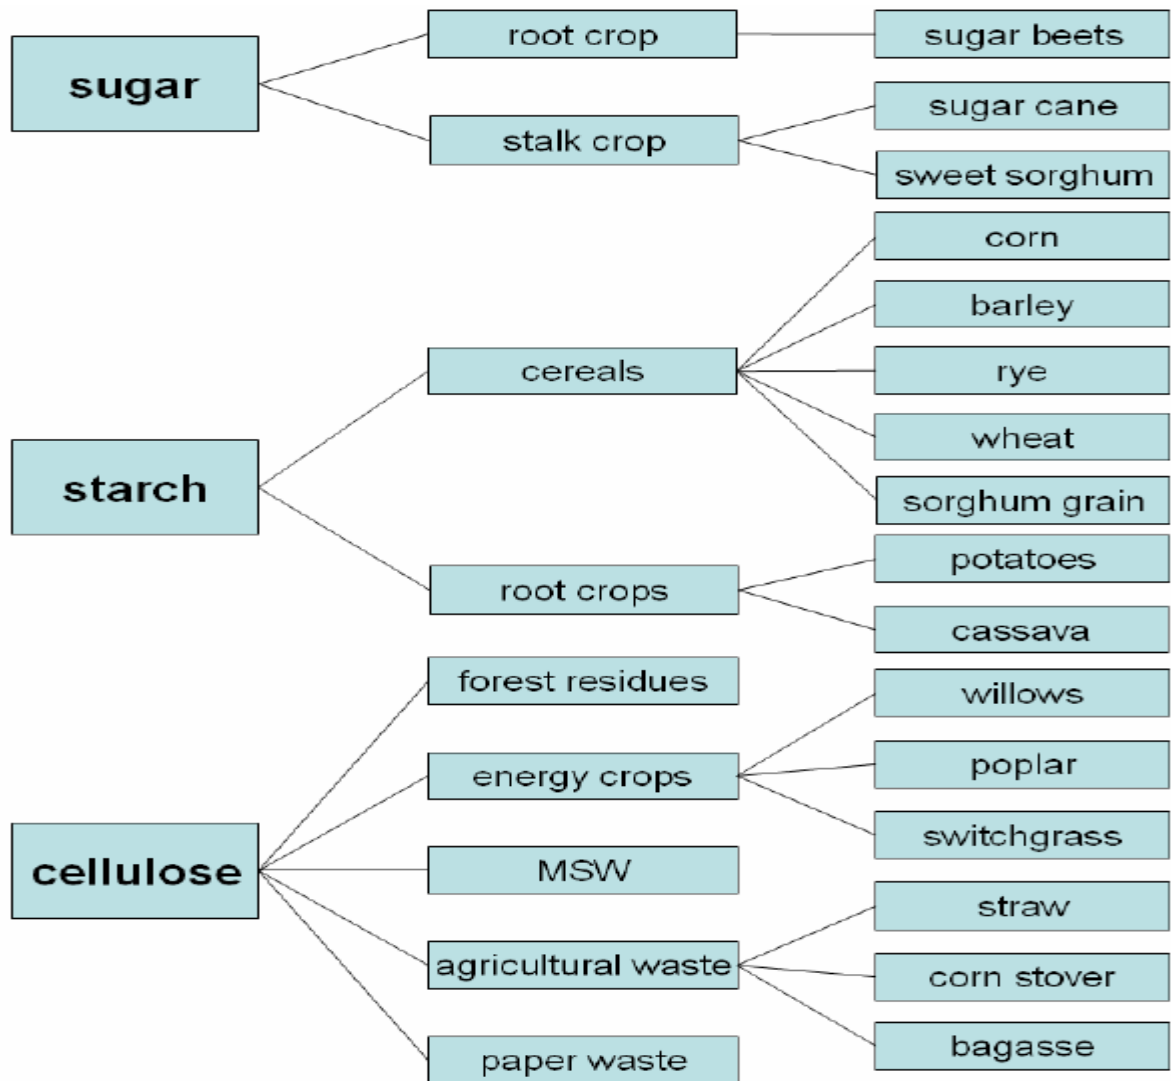 root crop
sugar beets
sugar
sugar cane
stalk crop
sweet sorghum
corn
barley
cereals
rye
wheat
starch
sorghum grain
potatoes
root crops
cassava
forest residues
willows
energy crops
poplar
switchgrass
cellulose
MSW
straw
agricultural waste
corn stover
bagasse
paper waste